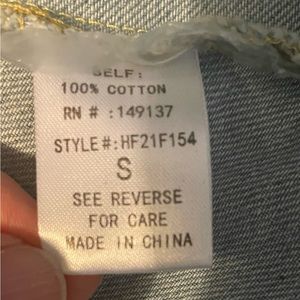 SELF:
100% COTTON
RN # :149137
STYLE#:HF21F154
S
SEE REVERSE
FOR CARE
MADE IN CHINA